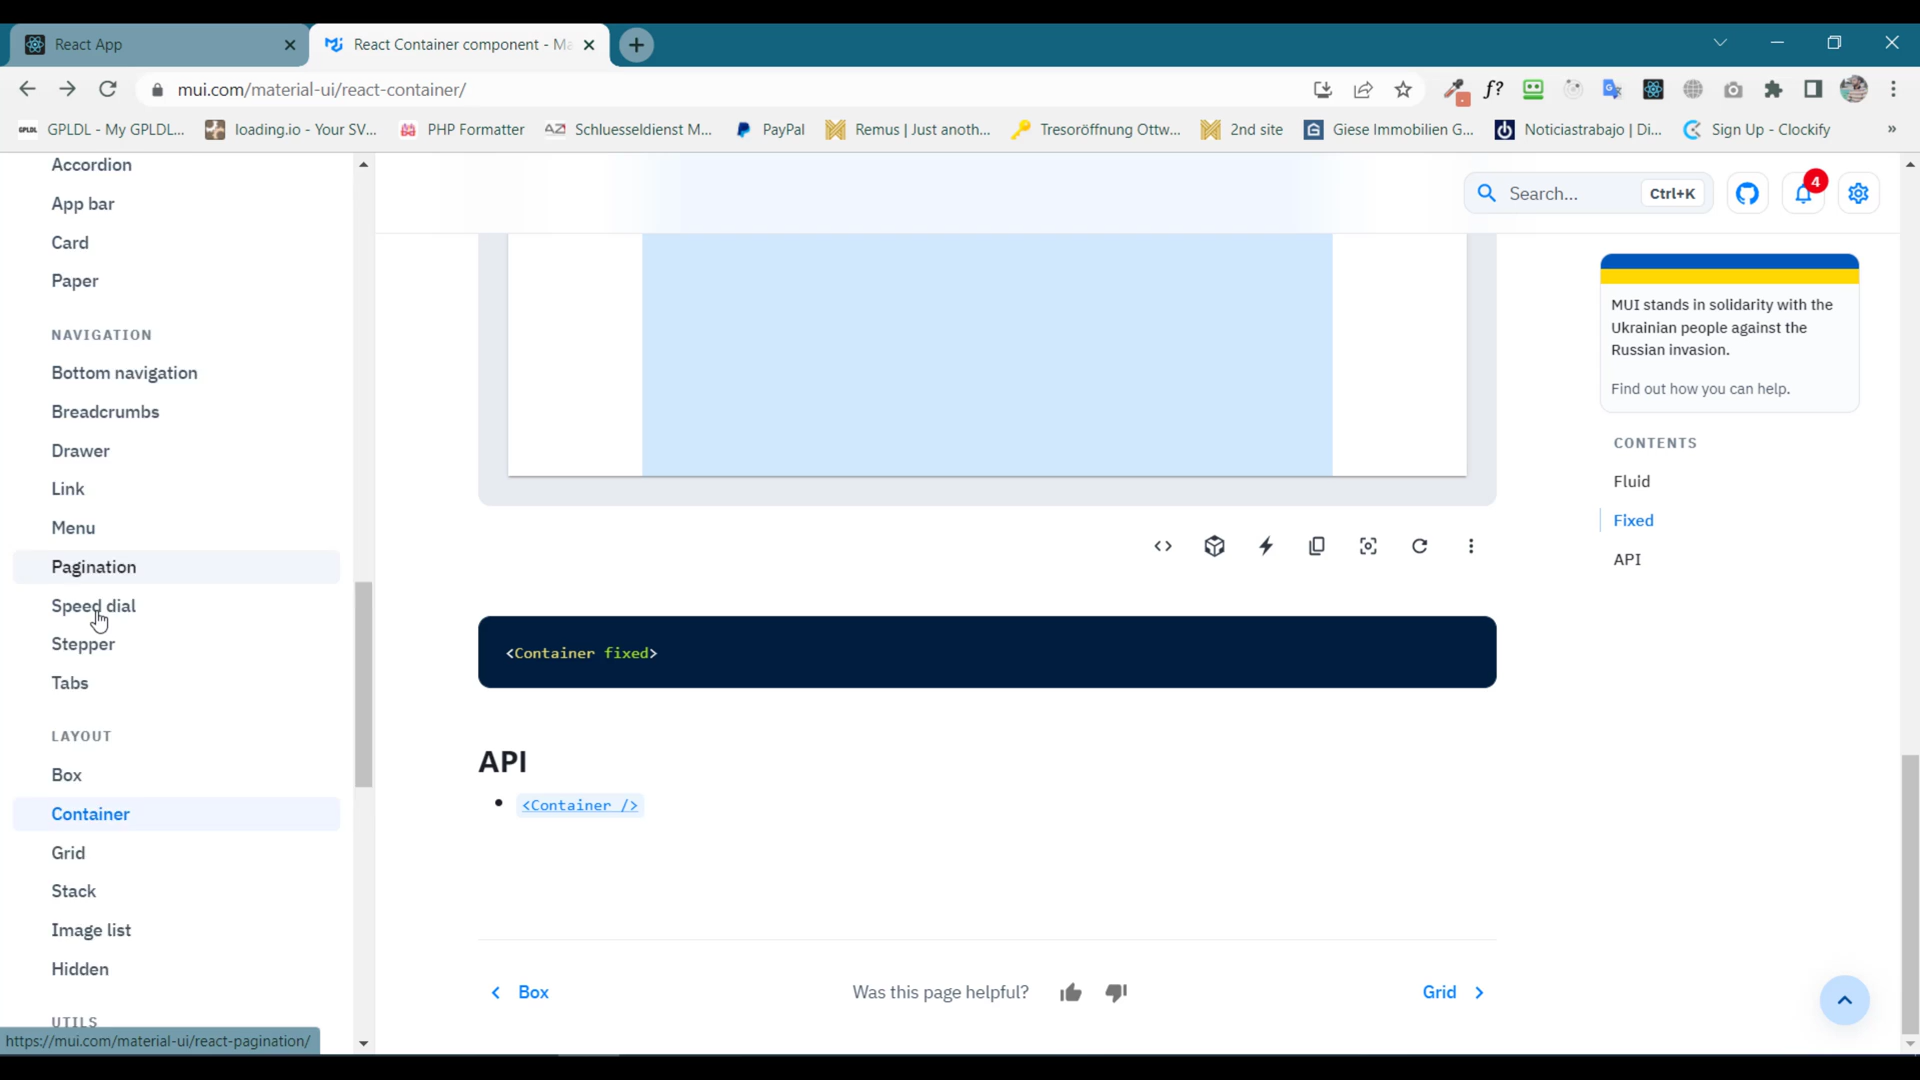 React App
React Container component - Ma
mui.com/material-ui/react-container/
f?
GPLDL GPLDL - My GPLDL...
loading.io - Your SV...
PHP Formatter
AZ Schluesseldienst M...
PayPal
Remus | Just anoth...
Tresoröffnung Ottw...
2nd site
G Giese Immobilien G...
Noticiastrabajo | Di...
Sign Up - Clockify
»
Accordion
App bar
Card
Paper
NAVIGATION
Bottom navigation
Breadcrumbs
Drawer
Link
Menu
Pagination
Speed dial
Stepper
Tabs
LAYOUT
Box
Container
Grid
Stack
Image list
Hidden
UTILS
https://mui.com/material-ui/react-pagination/
Search... Ctrl+K
4
<Container fixed>
API
<Container />
Box
Was this page helpful?
Grid
MUI stands in solidarity with the
Ukrainian people against the
Russian invasion.
Find out how you can help.
CONTENTS
Fluid
Fixed
API